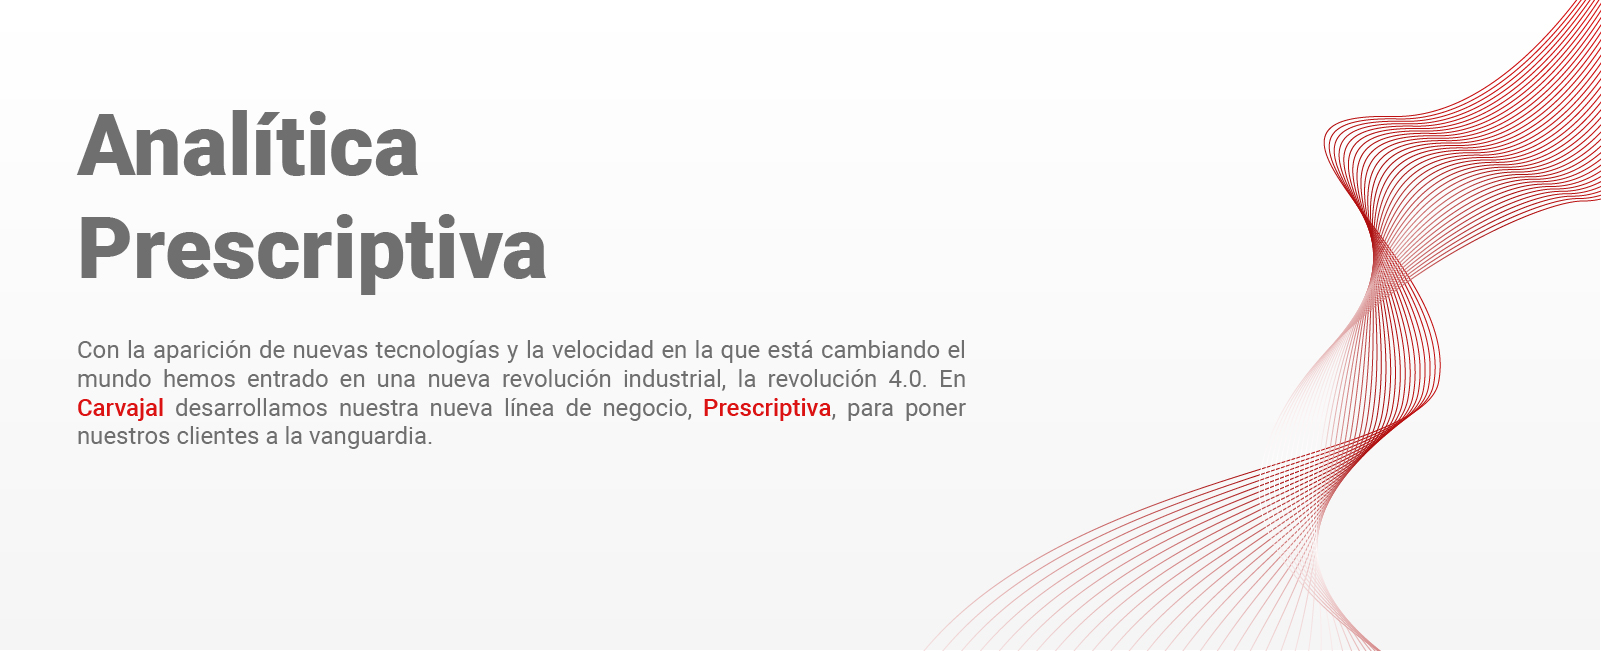 Analítica
Prescriptiva
Con la aparición de nuevas tecnologías y la velocidad en la que está cambiando el
mundo hemos entrado en una nueva revolución industrial, la revolución 4.0. En
Carvajal desarrollamos nuestra nueva línea de negocio, Prescriptiva, para poner
nuestros clientes a la vanguardia.